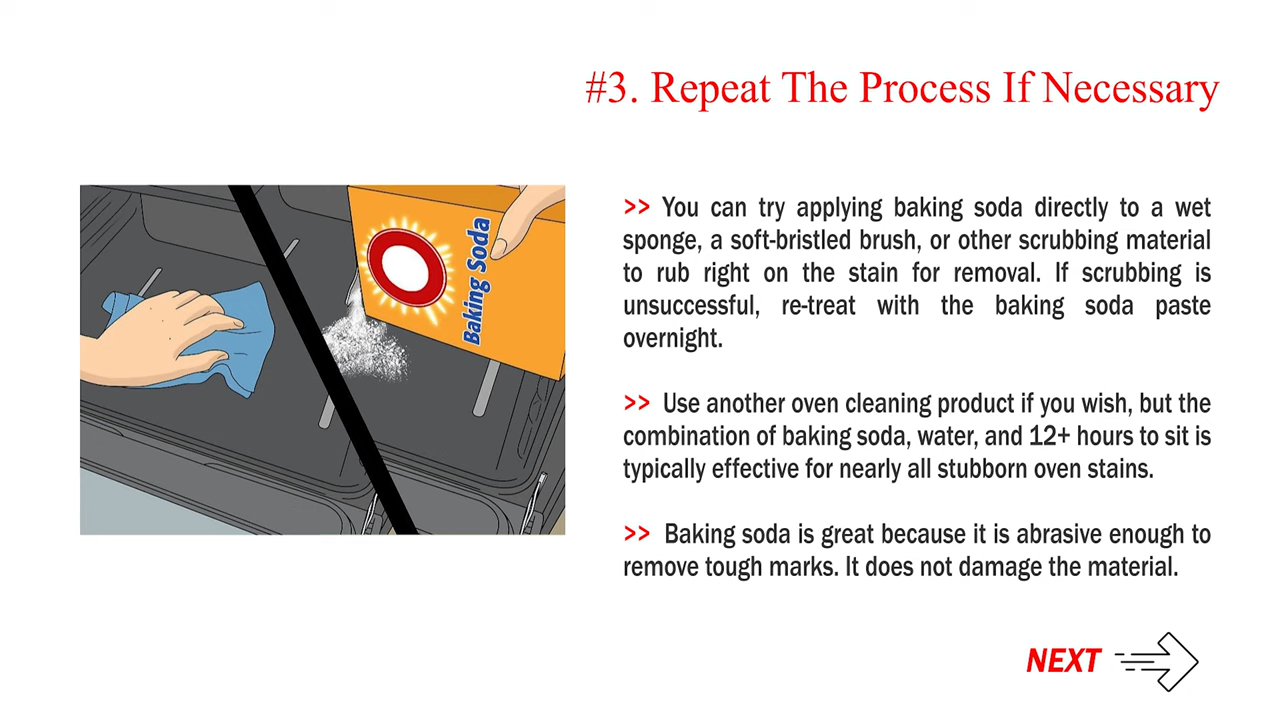 #3. Repeat The Process If Necessary
Baking Soda
>> You can try applying baking soda directly to a wet
sponge, a soft-bristled brush, or other scrubbing material
to rub right on the stain for removal. If scrubbing is
unsuccessful, re-treat with the baking soda paste
overnight.
>> Use another oven cleaning product if you wish, but the
combination of baking soda, water, and 12+ hours to sit is
typically effective for nearly all stubborn oven stains.
>> Baking soda is great because it is abrasive enough to
remove tough marks. It does not damage the material.
NEXT